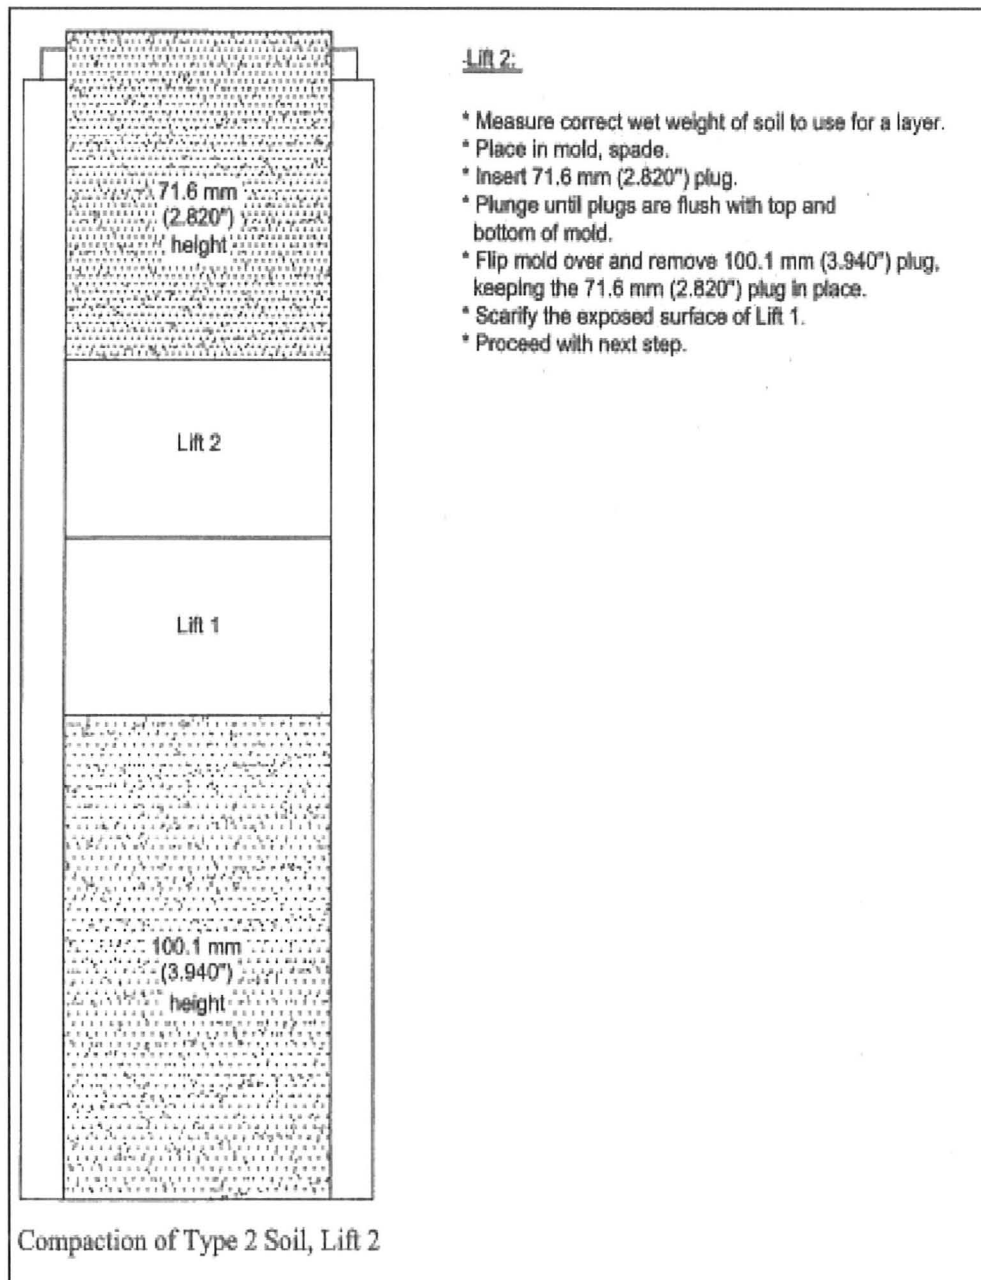 -Lift 2:
* Measure correct wet weight of soil to use for a layer.
* Place in mold, spade.
* Insert 71.6 mm (2.820") plug.
* Plunge until plugs are flush with top and
bottom of mold.
* Flip mold over and remove 100.1 mm (3.940") plug,
keeping the 71.6 mm (2.820") plug in place.
* Scarify the exposed surface of Lift 1.
* Proceed with next step.
71.6 mm
(2.820")
height
Lift 2
Lift 1
100.1 mm
(3.940")
height
Compaction of Type 2 Soil, Lift 2